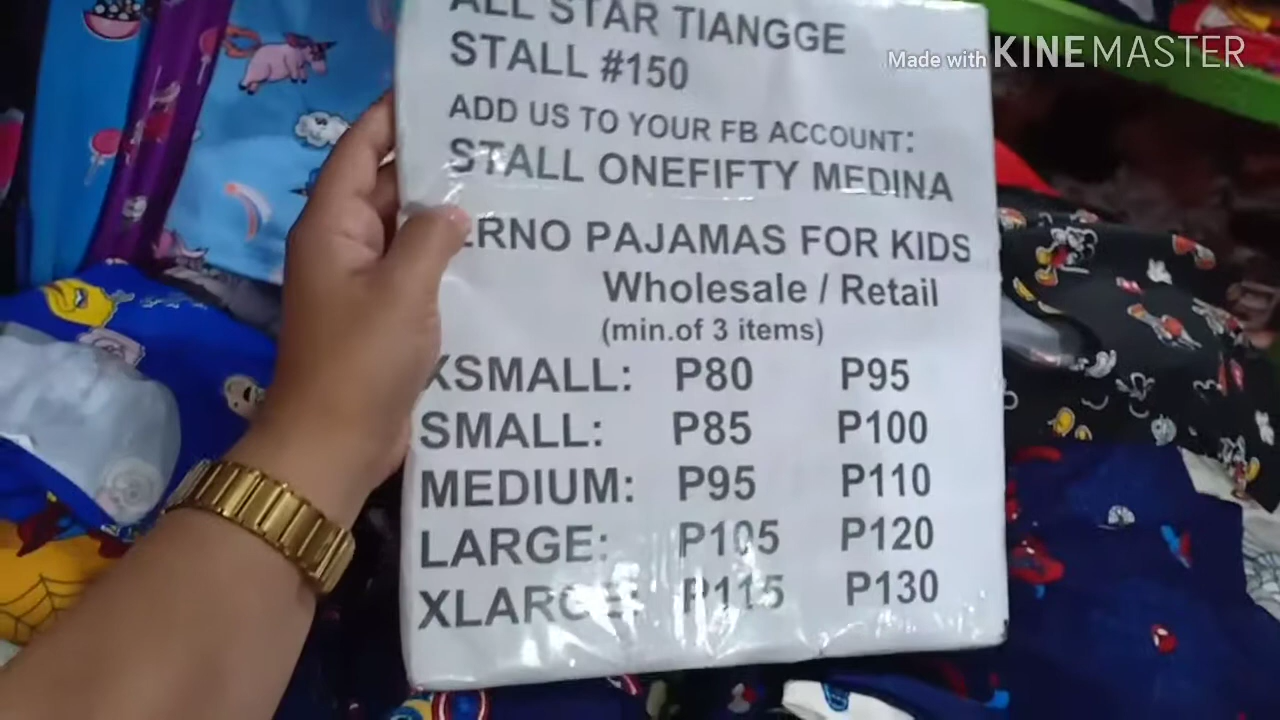 ALL STAR TIANGGE
STALL #150
Made with KINEMASTER
ADD US TO YOUR FB ACCOUNT:
STALL ONEFIFTY MEDINA
PAJAMAS FOR KIDS
Wholesale / Retail
(min.of 3 items)
XSMALL: P80 P95
SMALL: P85 P100
MEDIUM: P95 P110
LARGE: P105 P120
XLARGE: P115 P130